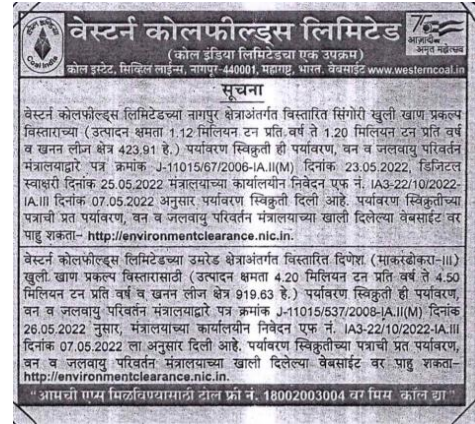 Coal India
वेस्टर्न कोलफील्ड्स लिमिटेड
(कोल इंडिया लिमिटेडचा एक उपक्रम)
कोल इस्टेट, सिव्हिल लाईन्स, नागपुर-440001, महाराष्ट्र, भारत. वेबसाईट www.westerncoal.in
75
आज़ादी का
अमृत महोत्सव
सूचना
वेस्टर्न कोलफील्ड्स लिमिटेडच्या नागपुर क्षेत्राअंतर्गत विस्तारित सिंगोरी खुली खाण प्रकल्प
विस्ताराच्या (उत्पादन क्षमता 1.12 मिलियन टन प्रति वर्ष ते 1.20 मिलियन टन प्रति वर्ष
व खनन लीज क्षेत्र 423.91 हे.) पर्यावरण स्विकृती ही पर्यावरण, वन व जलवायु परिवर्तन
मंत्रालयाद्वारे पत्र क्रमांक J-11015/67/2006-IA.II(M) दिनांक 23.05.2022, डिजिटल
स्वाक्षरी दिनांक 25.05.2022 मंत्रालयाच्या कार्यालयीन निवेदन एफ नं. IA3-22/10/2022-
IA.III दिनांक 07.05.2022 अनुसार पर्यावरण स्विकृती दिली आहे. पर्यावरण स्विकृतीच्या
पत्राची प्रत पर्यावरण, वन व जलवायु परिवर्तन मंत्रालयाच्या खाली दिलेल्या वेबसाईट वर
पाहु शकता- http://environmentclearance.nic.in.
वेस्टर्न कोलफील्ड्स लिमिटेडच्या उमरेड क्षेत्राअंतर्गत विस्तारित दिणेश (माकरधोकरा-III)
खुली खाण प्रकल्प विस्तारासाठी (उत्पादन क्षमता 4.20 मिलियन टन प्रति वर्ष ते 4.50
मिलियन टन प्रति वर्ष व खनन लीज क्षेत्र 919.63 हे.) पर्यावरण स्विकृती ही पर्यावरण,
वन व जलवायु परिवर्तन मंत्रालयाद्वारे पत्र क्रमांक J-11015/537/2008-IA.II(M) दिनांक
26.05.2022 नुसार, मंत्रालयाच्या कार्यालयीन निवेदन एफ नं. IA3-22/10/2022-IA.III
दिनांक 07.05.2022 ला अनुसार दिली आहे. पर्यावरण स्विकृतीच्या पत्राची प्रत पर्यावरण,
वन व जलवायु परिवर्तन मंत्रालयाच्या खाली दिलेल्या वेबसाईट वर पाहु शकता-
http://environmentclearance.nic.in.
"आमची एप्स मिळविण्यासाठी टोल फ्री नं. 18002003004 वर मिस कॉल द्या"